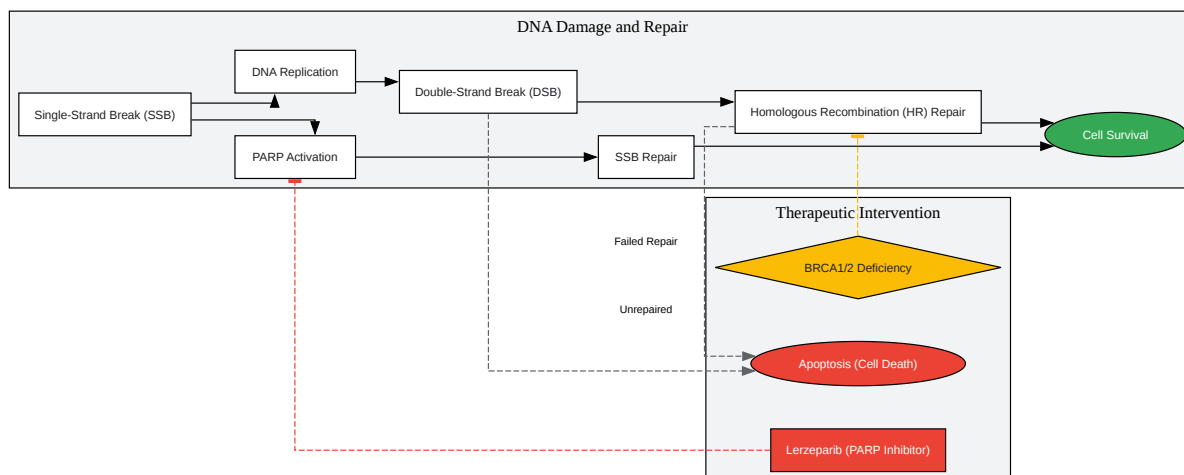 DNA Damage and Repair
DNA Replication
Double-Strand Break (DSB)
Single-Strand Break (SSB)
Homologous Recombination (HR) Repair
Cell Survival
PARP Activation
SSB Repair
Therapeutic Intervention
Failed Repair
BRCA1/2 Deficiency
Unrepaired
Apoptosis (Cell Death)
Lerzeparib (PARP Inhibitor)